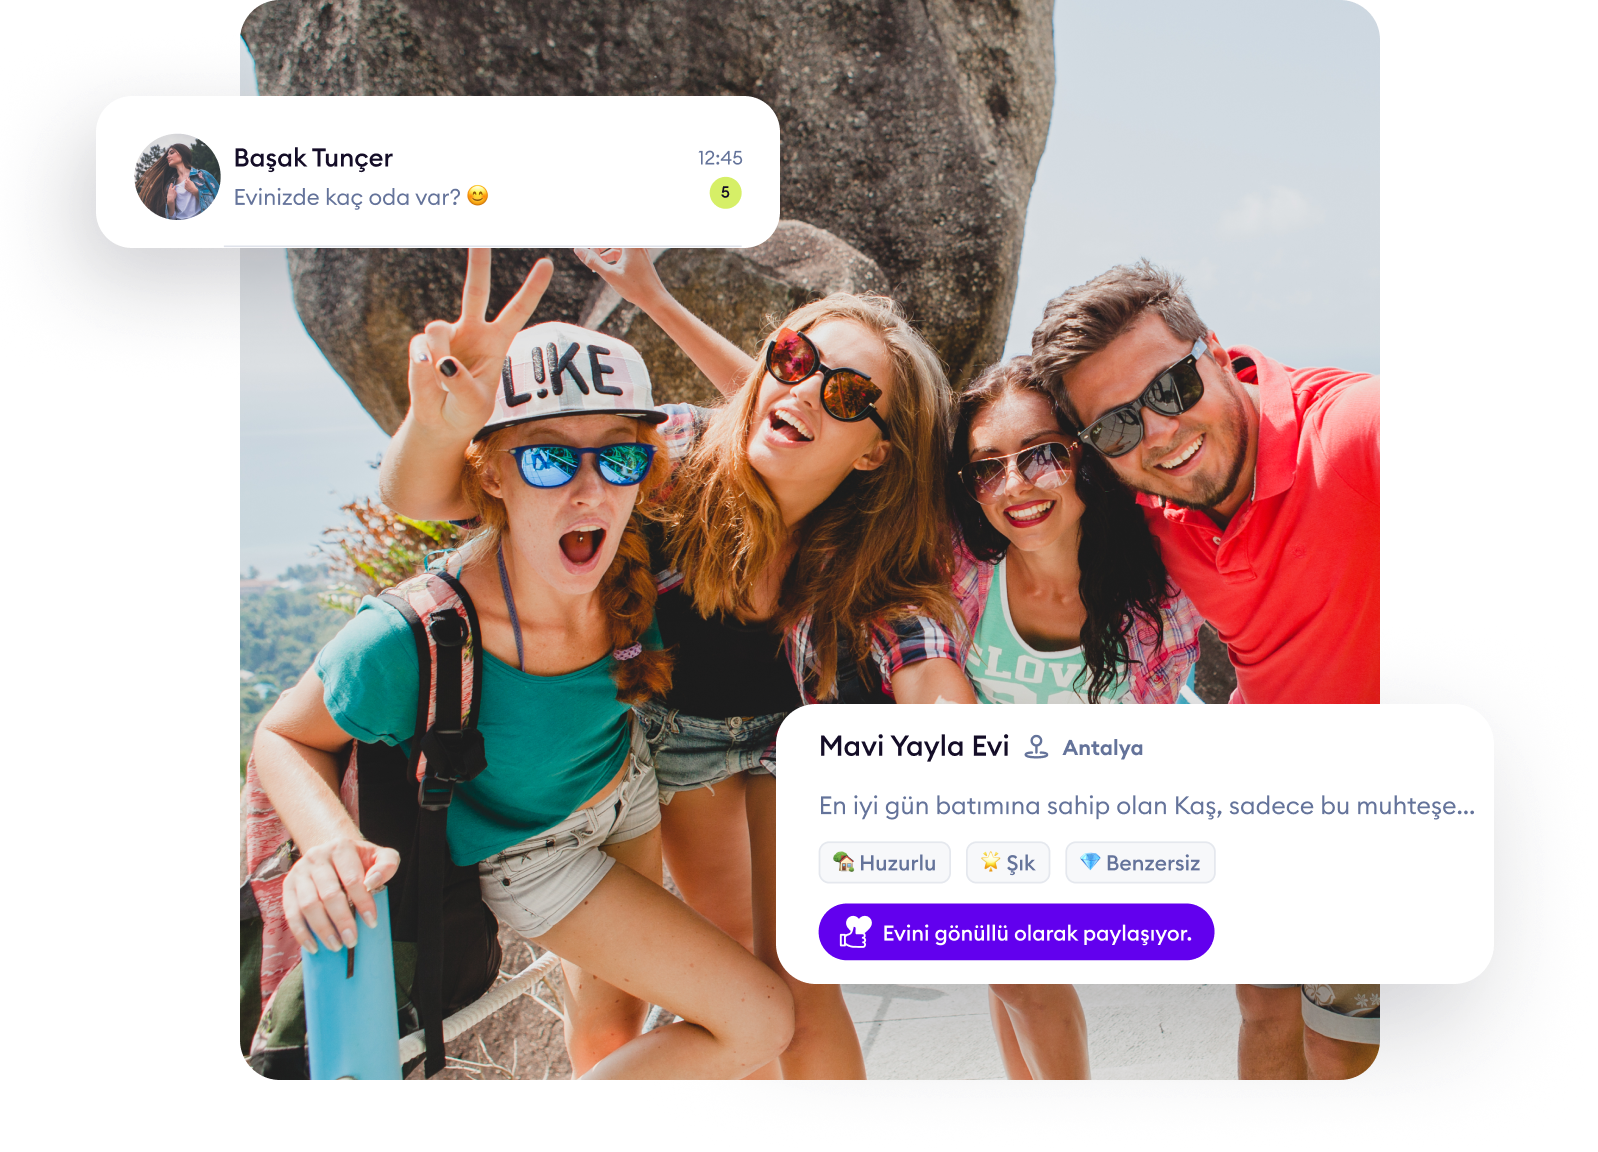 Başak Tunçer
12:45
Evinizde kaç oda var? 😊
5
L!KE
LOV
Mavi Yayla Evi
Antalya
En iyi gün batımına sahip olan Kaş, sadece bu muhteşe...
Huzurlu
Şık
Benzersiz
Evini gönüllü olarak paylaşıyor.